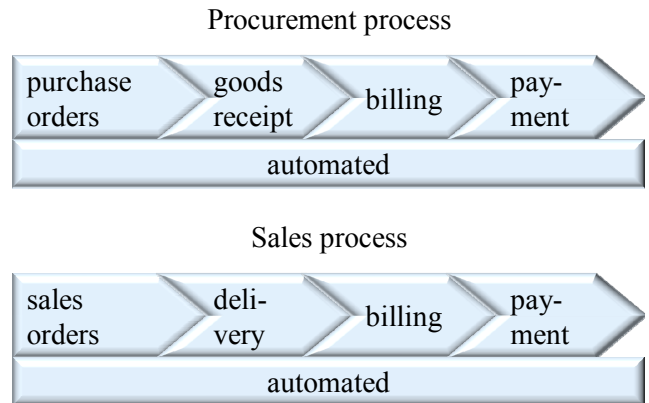 Procurement process
purchase
orders
goods
receipt
billing
pay-
ment
automated
Sales process
sales
orders
deli-
very
billing
pay-
ment
automated